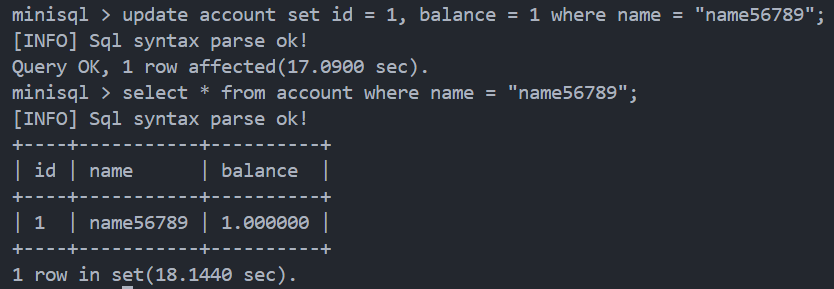 minisql > update account set id = 1, balance = 1 where name = "name56789";
[INFO] Sql syntax parse ok!
Query OK, 1 row affected(17.0900 sec).
minisql > select * from account where name = "name56789";
[INFO] Sql syntax parse ok!
+----+-----------+----------+
| id | name      | balance  |
+----+-----------+----------+
| 1  | name56789 | 1.000000 |
+----+-----------+----------+
1 row in set(18.1440 sec).